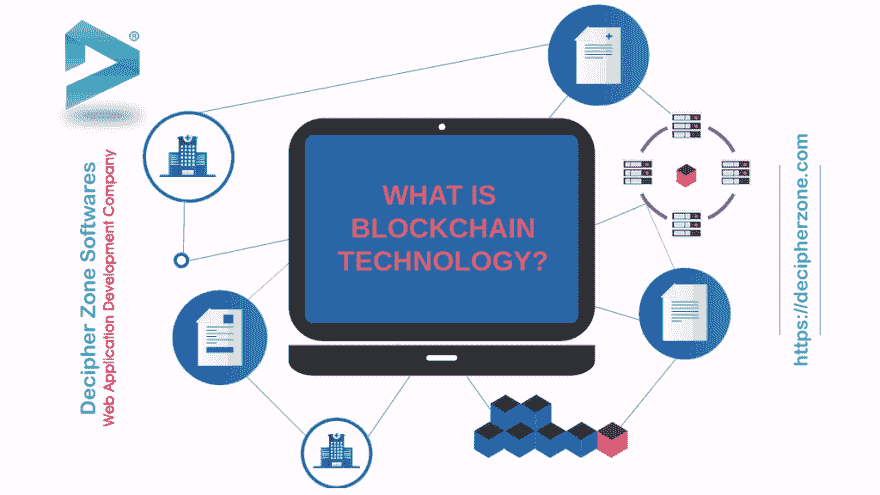 ®
Decipher Zone Softwares
Web Application Development Company
WHAT IS
BLOCKCHAIN
TECHNOLOGY?
https://decipherzone.com